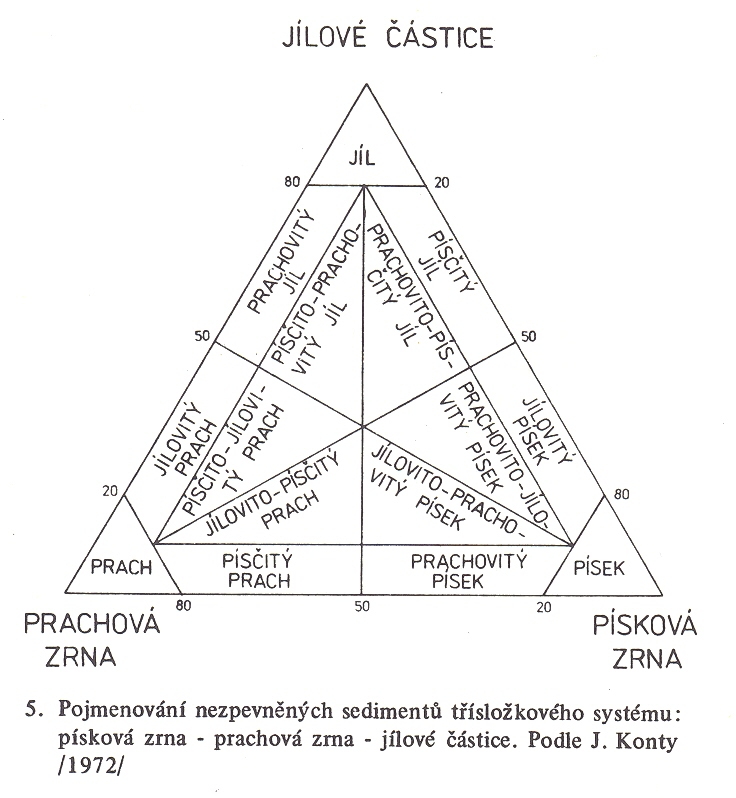 JÍLOVÉ ČÁSTICE
JÍL
80
20
PRACHOVITÝ
JÍL
PÍSČITO-PRACHO-
VITÝ JÍL
PRACHOVITO-PÍS-
ČITÝ JÍL
PÍSČITÝ
JÍL
50
50
JÍLOVITÝ
PRACH
PÍSČITO-JÍLOVI-
TÝ PRACH
JÍLOVITO-PÍSČITÝ
PRACH
JÍLOVITO-PRACHO-
VITÝ PÍSEK
PRACHOVITO-JÍLO-
VITÝ PÍSEK
JÍLOVITÝ
PÍSEK
20
80
PRACH
PÍSČITÝ
PRACH
PRACHOVITÝ
PÍSEK
PÍSEK
80
50
20
PRACHOVÁ
ZRNA
PÍSKOVÁ
ZRNA
5. Pojmenování nezpevněných sedimentů třísložkového systému:
písková zrna - prachová zrna - jílové částice. Podle J. Konty
/1972/